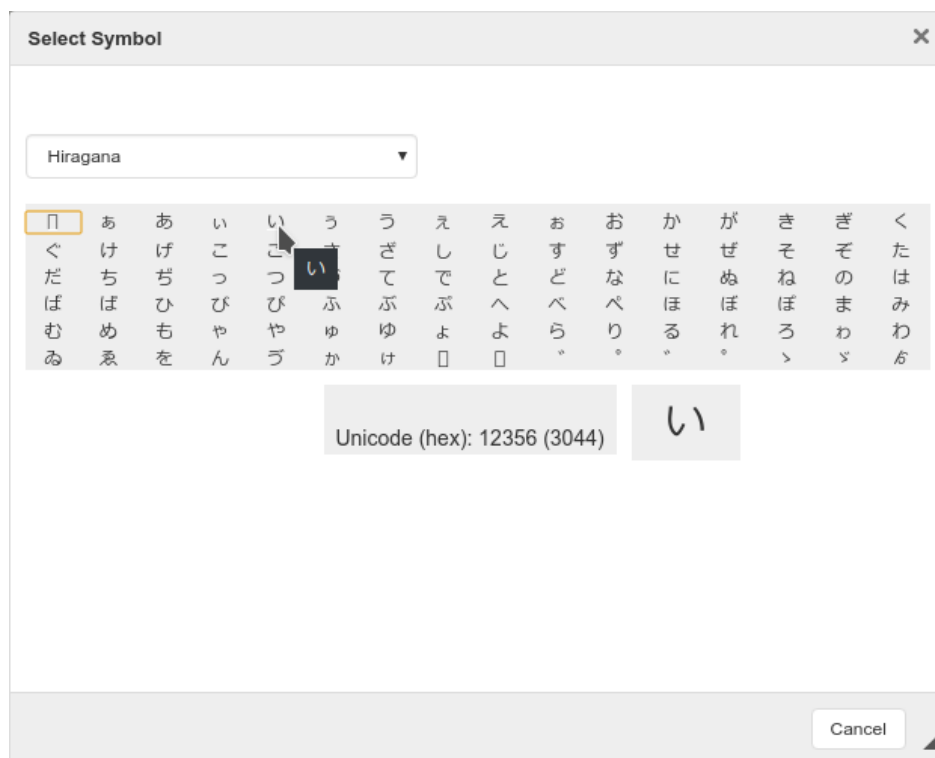 Select Symbol
×
Hiragana ▼
ぁ あ ぃ い ぅ う ぇ え ぉ お か が き ぎ く
ぐ け げ こ ざ し じ す ず せ ぜ そ ぞ た
い
だ ち ぢ っ つ て で と ど な に ぬ ね の は
ば ぱ ひ び ぴ ふ ぶ ぷ へ べ ぺ ほ ぼ ぽ ま み
む め も ゃ や ゅ ゆ ょ よ ら り る れ ろ ゎ わ
ゐ ゑ を ん ゔ ゕ ゖ ゙ ゚ ゛ ゜ ゝ ゞ ゟ
Unicode (hex): 12356 (3044)
い
Cancel